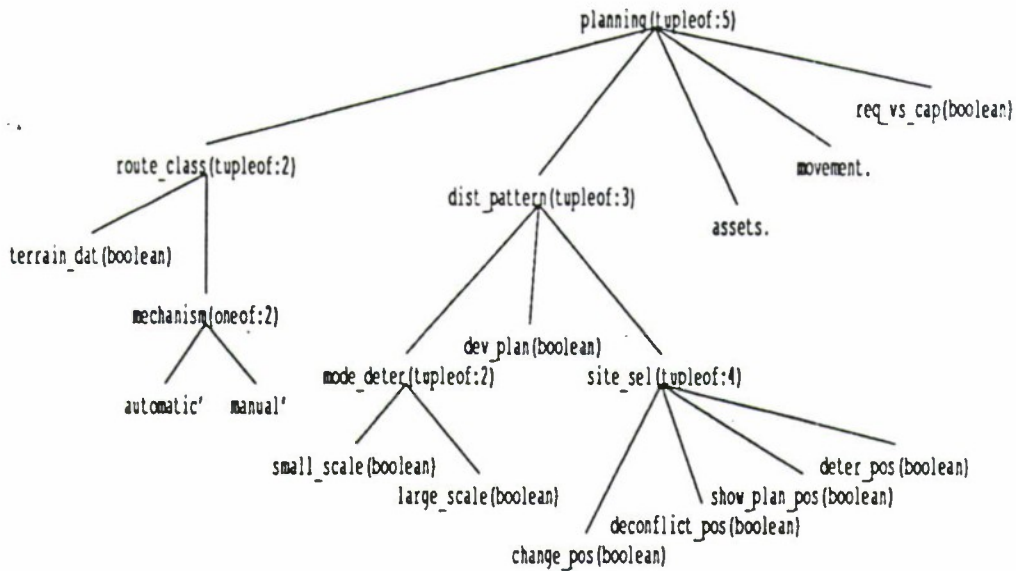 planning(tupleof:5)
req_vs_cap(boolean)
route_class(tupleof:2)
movement.
dist_pattern(tupleof:3)
assets.
terrain_dat(boolean)
mechanism(oneof:2)
dev_plan(boolean)
mode_deter(tupleof:2)
site_sel(tupleof:4)
automatic'
manual'
small_scale(boolean)
deter_pos(boolean)
large_scale(boolean)
show_plan_pos(boolean)
deconflict_pos(boolean)
change_pos(boolean)